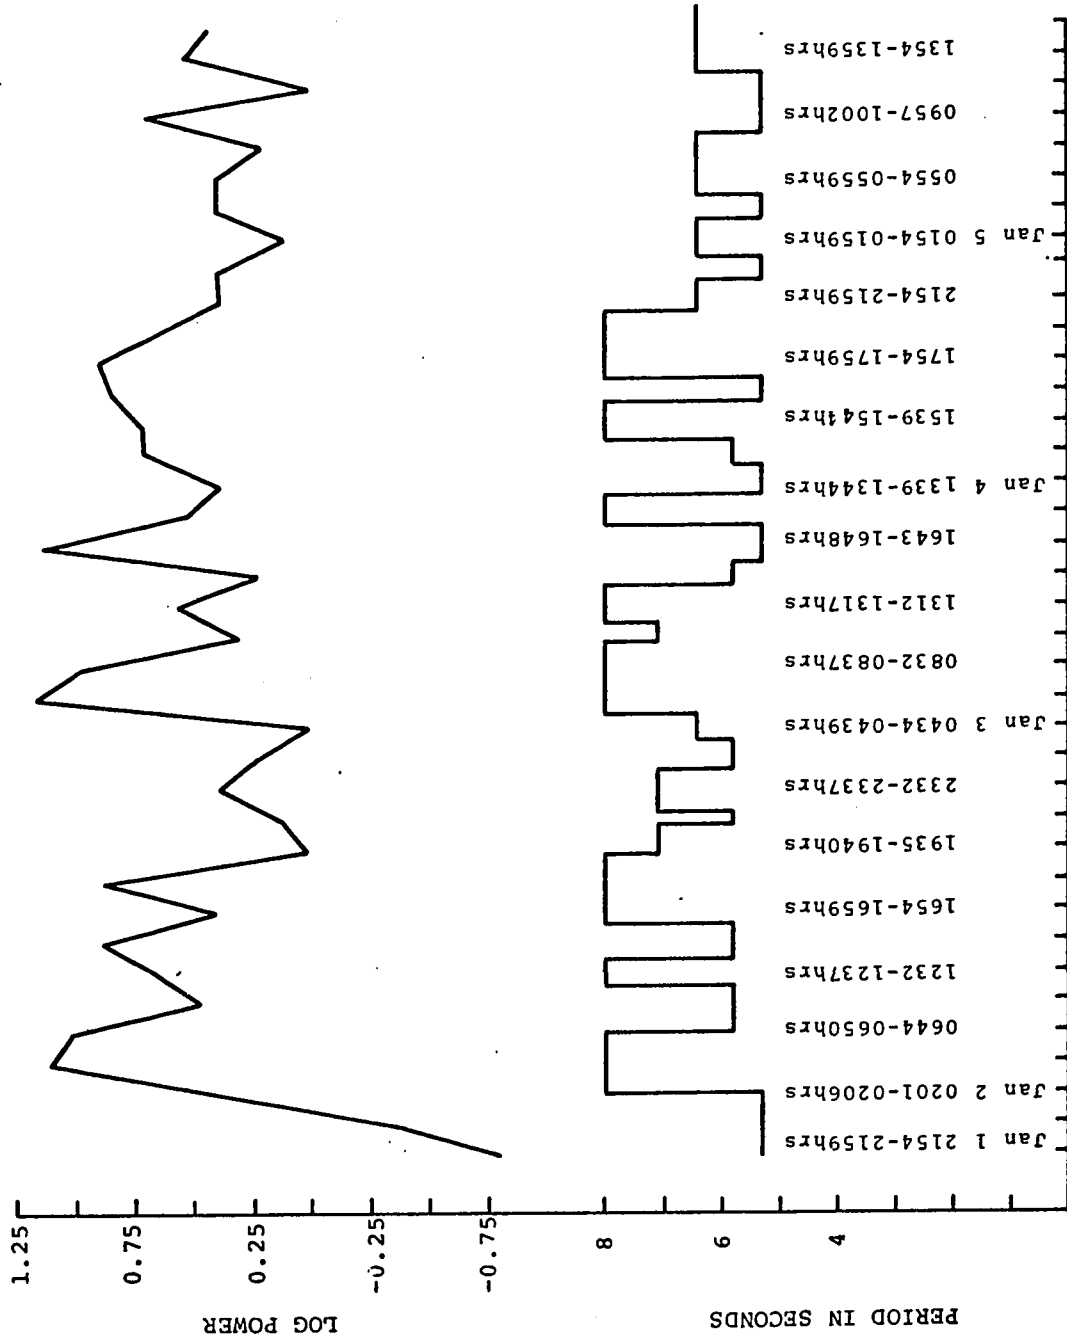 1.25
0.75
0.25
-0.25
-0.75
LOG POWER
8
6
4
PERIOD IN SECONDS
Jan 1 2154-2159hrs
Jan 2 0201-0206hrs
0644-0650hrs
1232-1237hrs
1654-1659hrs
1935-1940hrs
2332-2337hrs
Jan 3 0434-0439hrs
0832-0837hrs
1312-1317hrs
1643-1648hrs
Jan 4 1339-1344hrs
1539-1544hrs
1754-1759hrs
2154-2159hrs
Jan 5 0154-0159hrs
0554-0559hrs
0957-1002hrs
1354-1359hrs